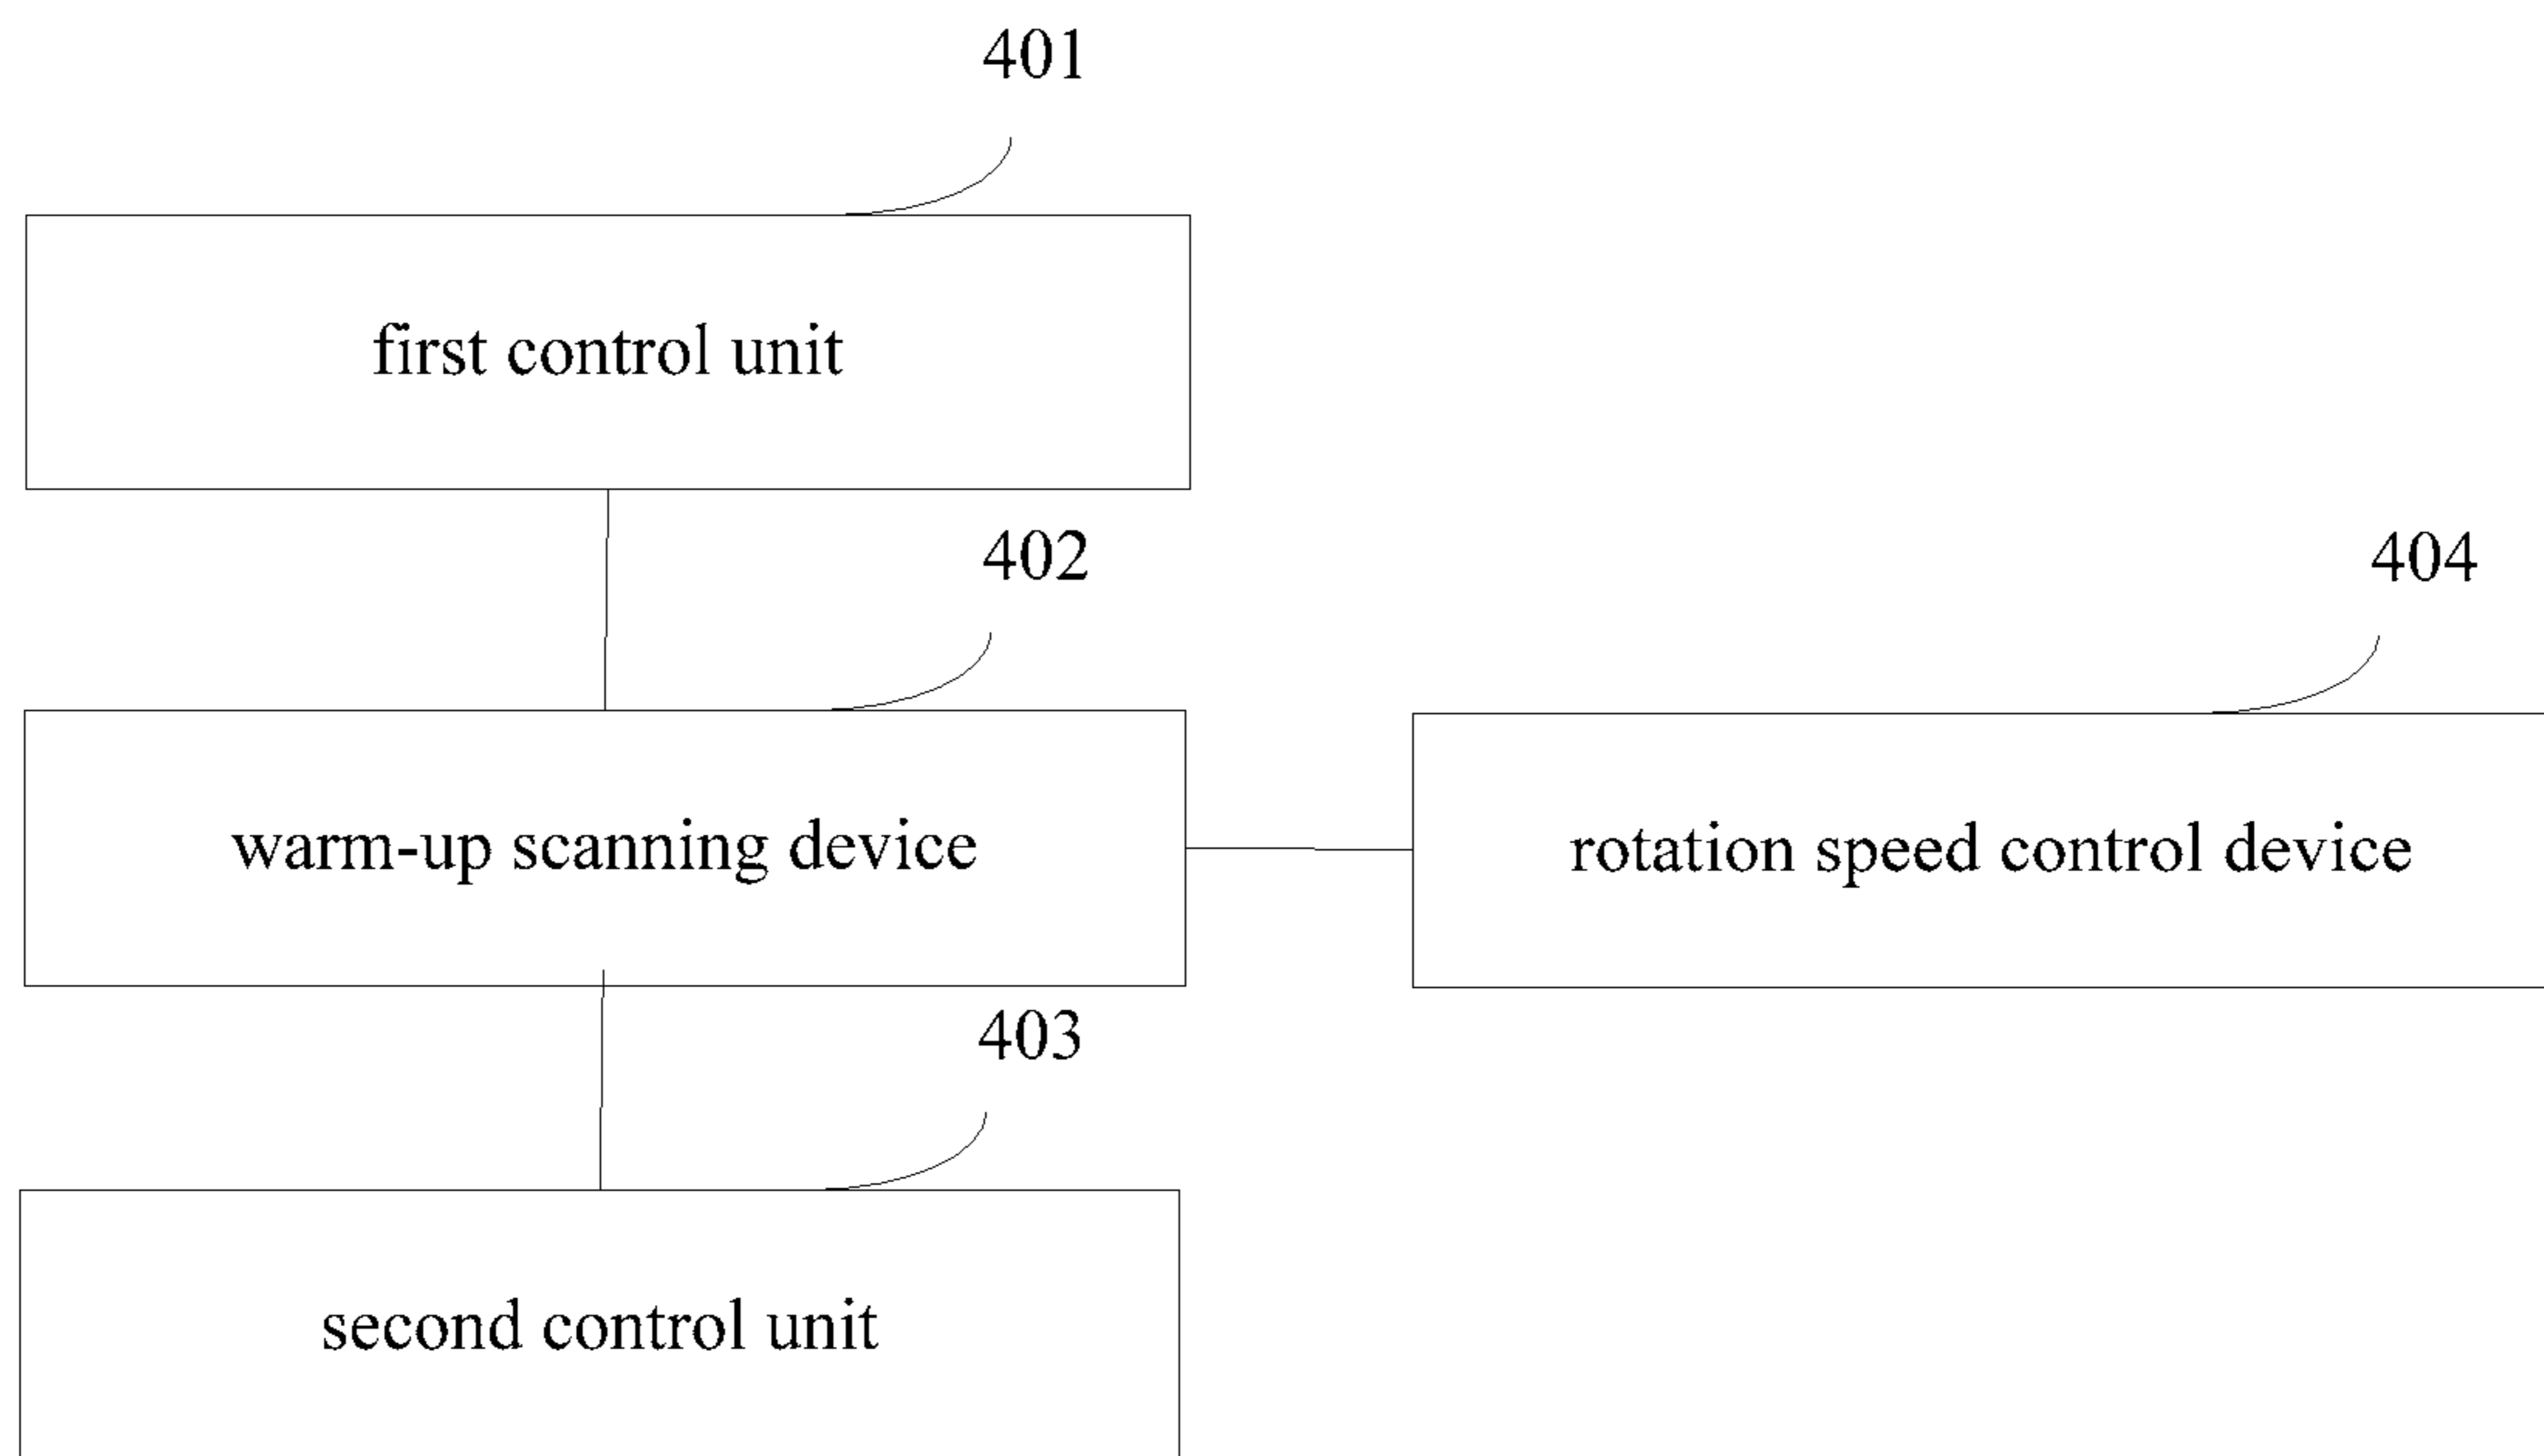 401
first control unit
402
404
warm-up scanning device
rotation speed control device
403
second control unit